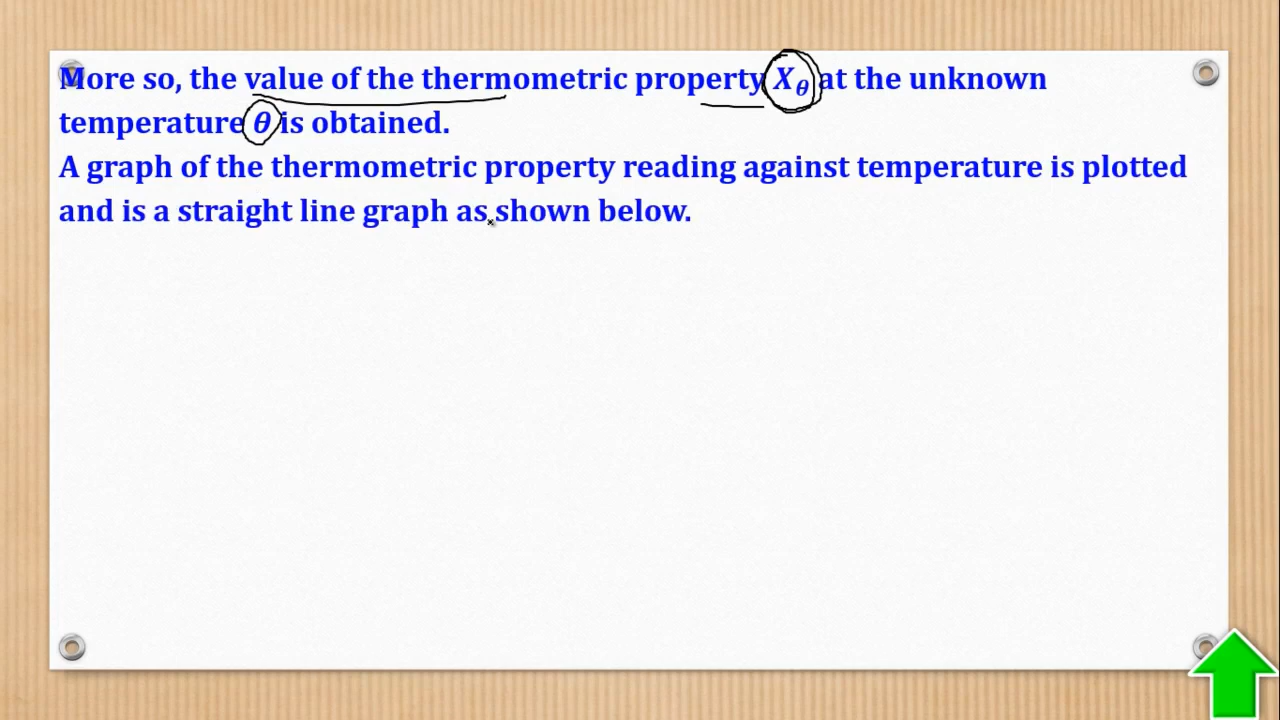 More so, the value of the thermometric property X_θ at the unknown
temperature θ is obtained.
A graph of the thermometric property reading against temperature is plotted
and is a straight line graph as shown below.